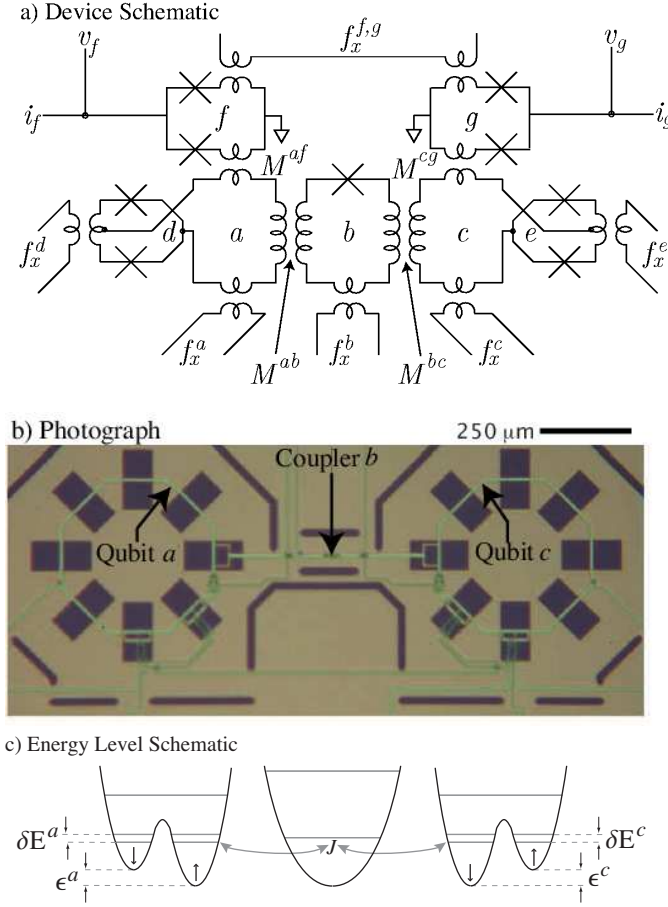 a) Device Schematic
v_f f_x^{f,g} v_g
i_f f g i_g
M^{af} M^{cg}
f_x^d d a b c e f_x^e
f_x^a f_x^b f_x^c
M^{ab} M^{bc}
b) Photograph 250 μm
Coupler b
Qubit a Qubit c
c) Energy Level Schematic
δE^a ↓ ↑ J ↓ ↑ δE^c
ϵ^a ϵ^c